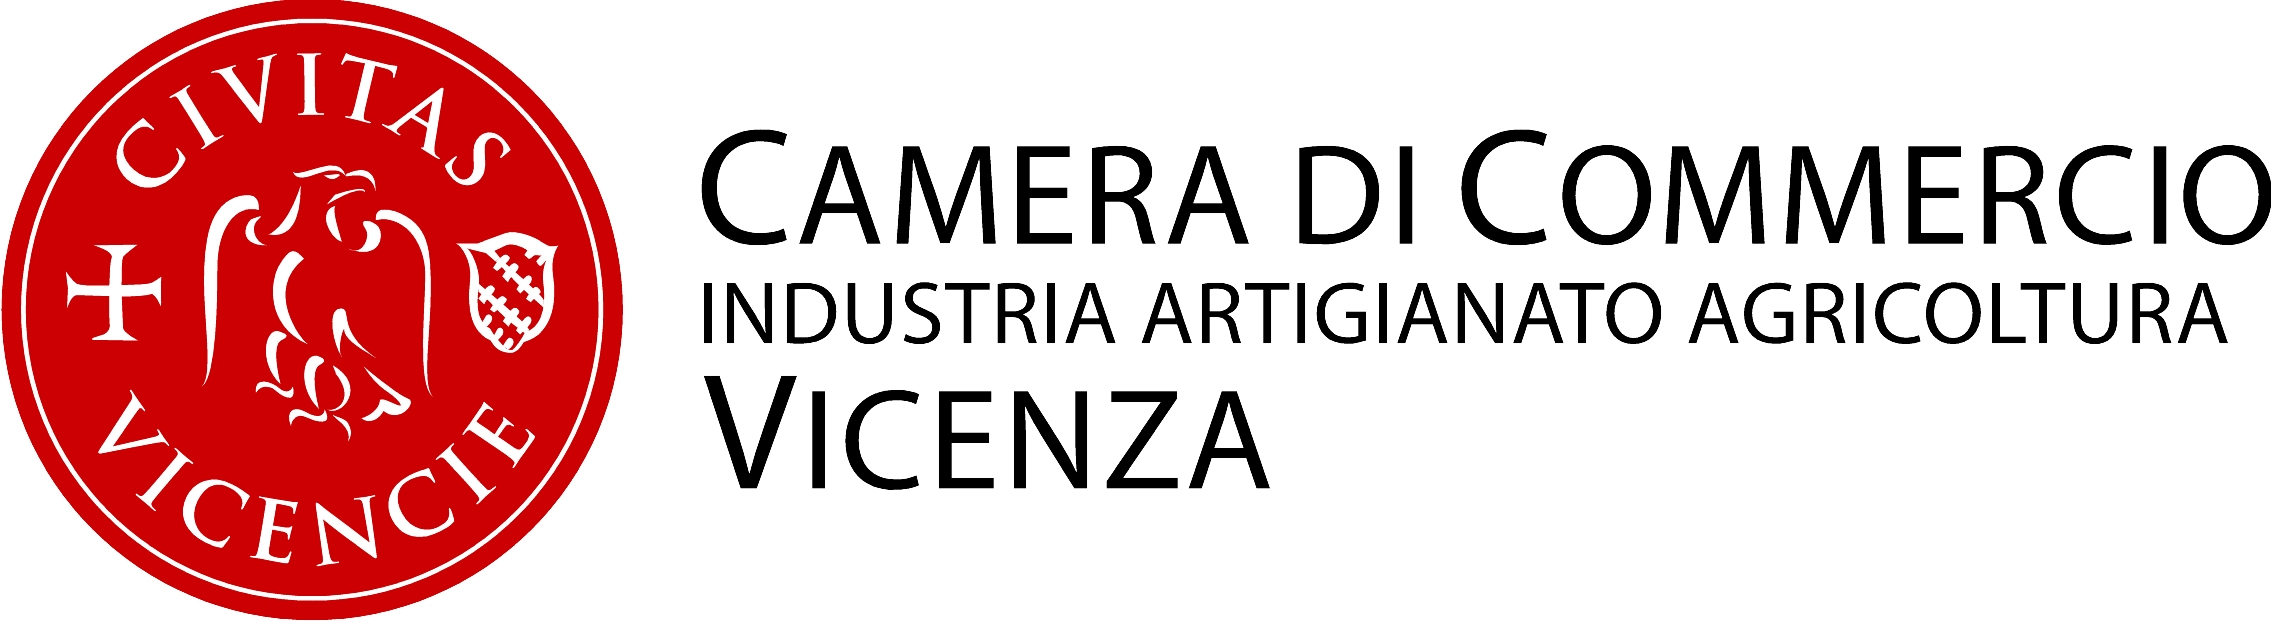 CIVITAS
VICENCIE
CAMERA DI COMMERCIO
INDUSTRIA ARTIGIANATO AGRICOLTURA
VICENZA